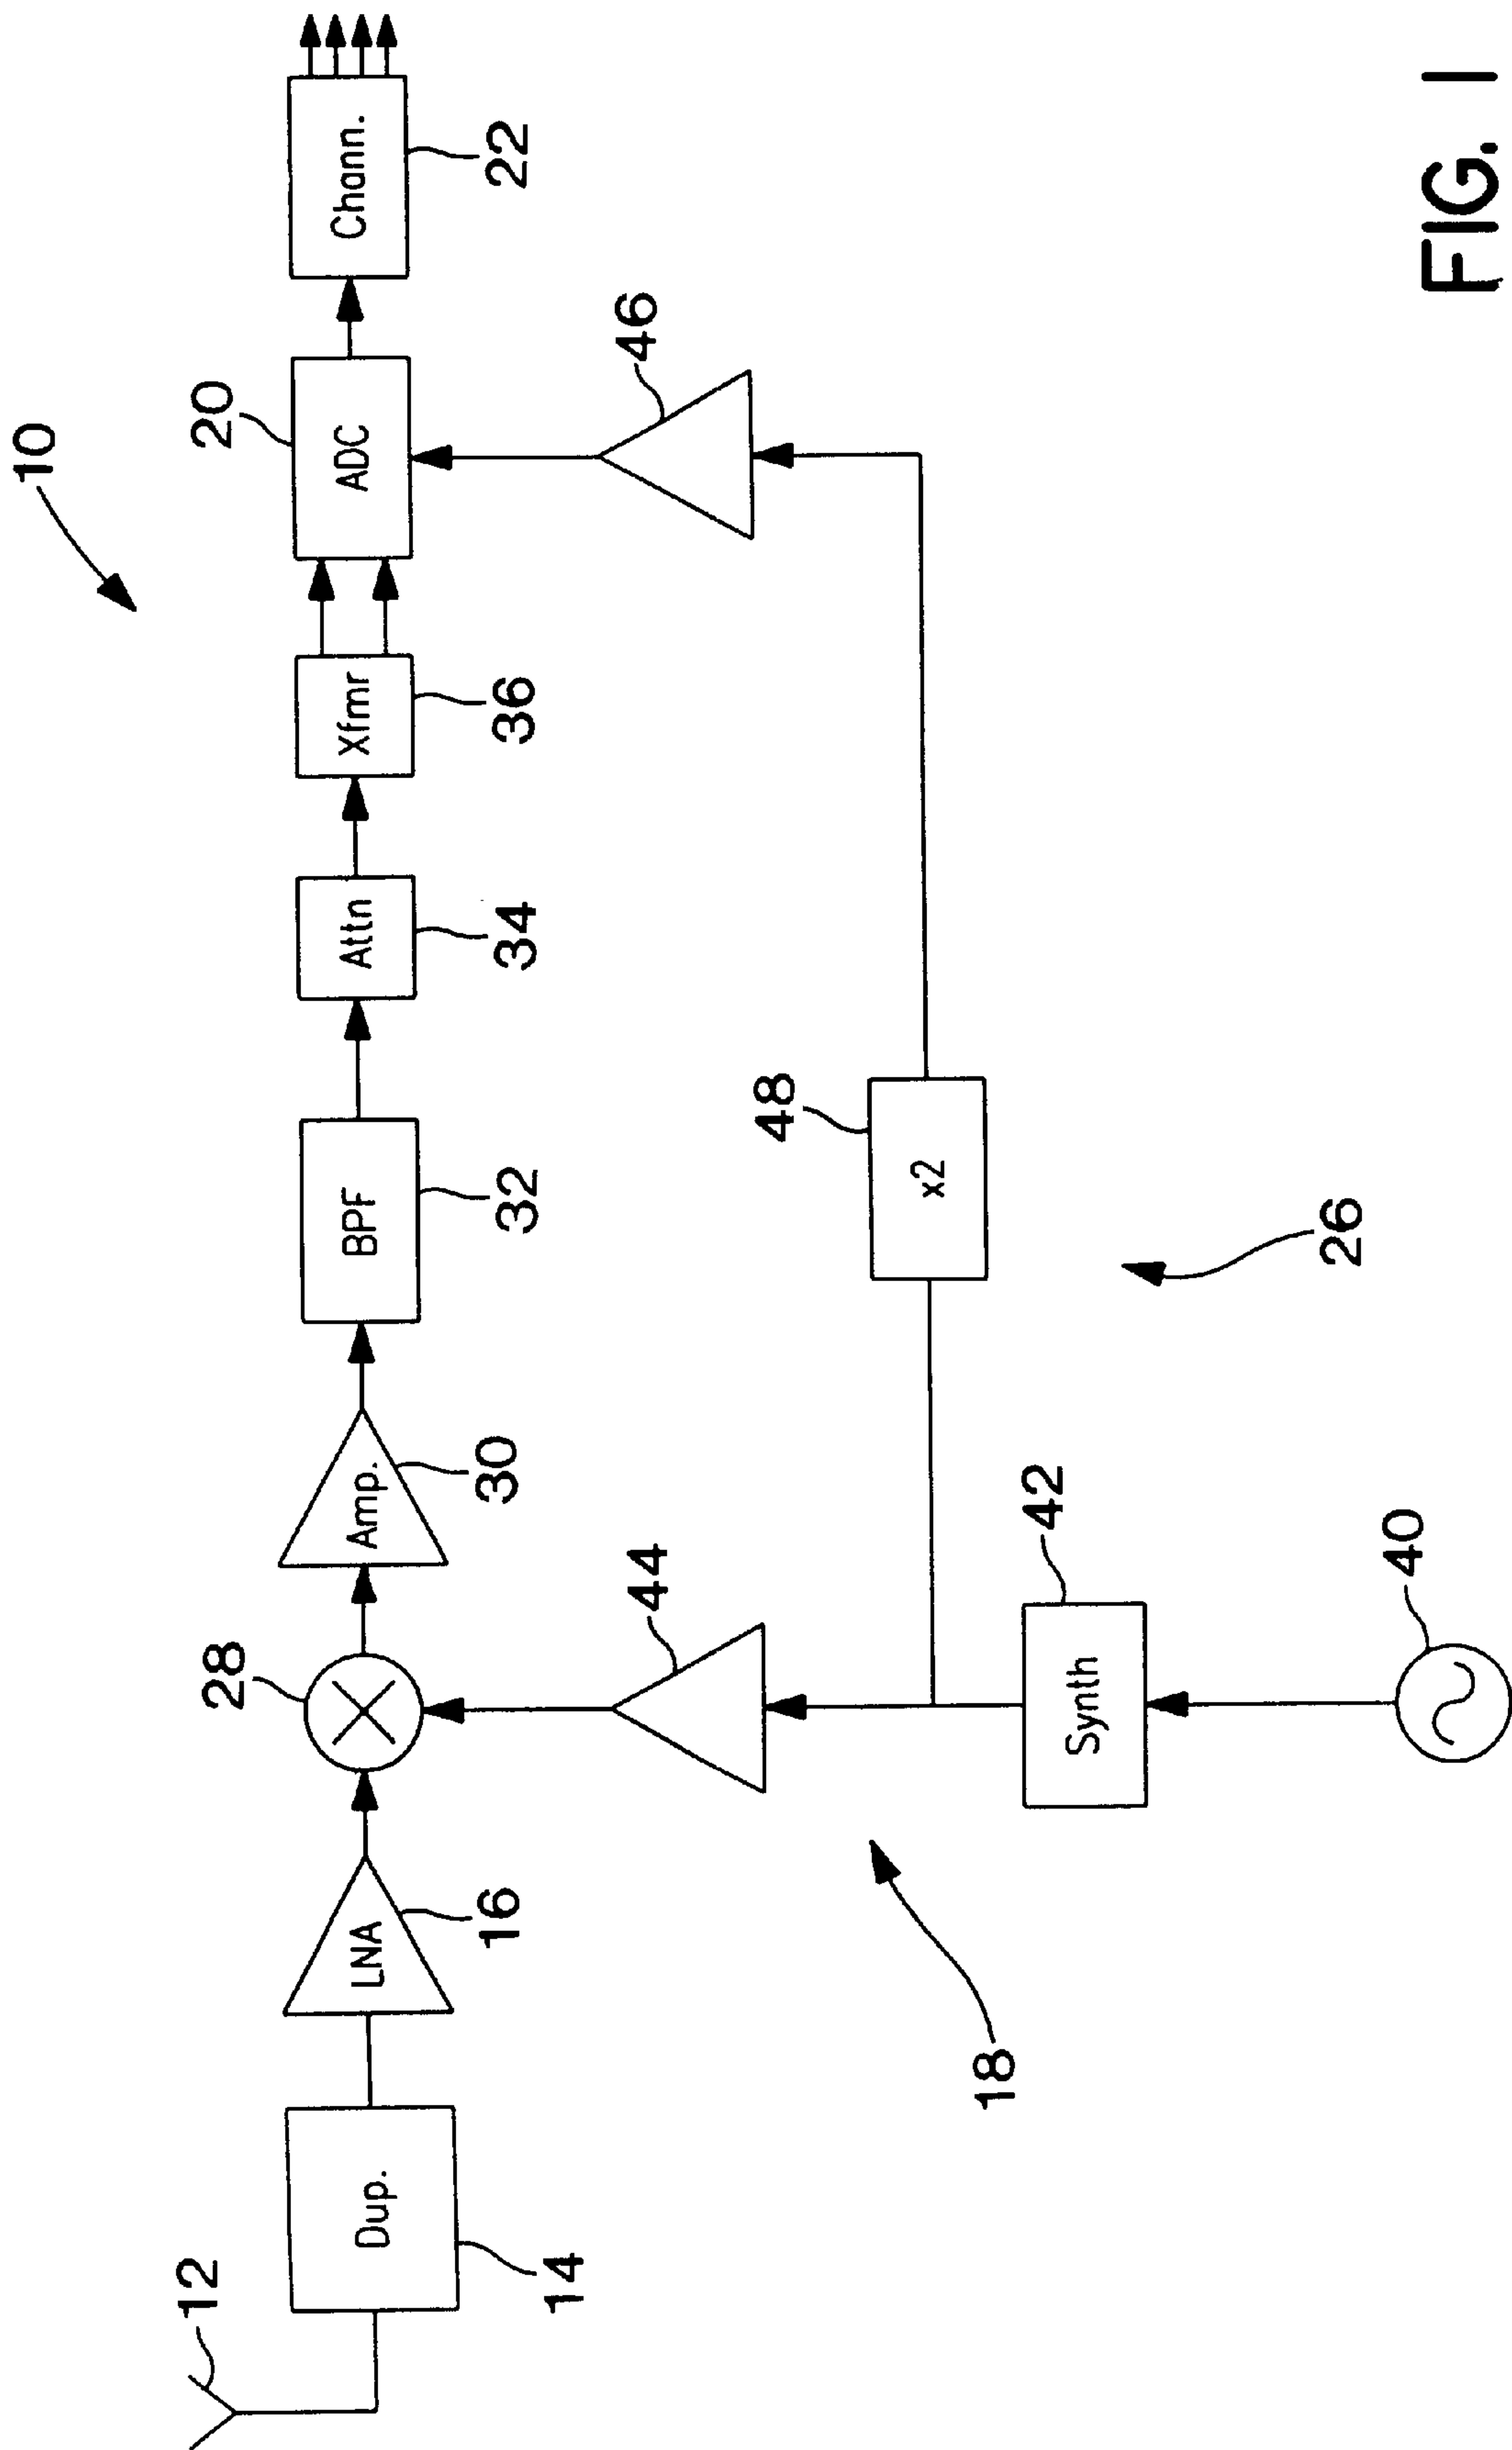 10
12
28
20
Dup.
LNA
Amp.
BPF
Attn
Xfmr
ADC
Chann.
14
16
30
32
34
36
22
44
46
48
x2
18
42
Synth
26
40
FIG. 1